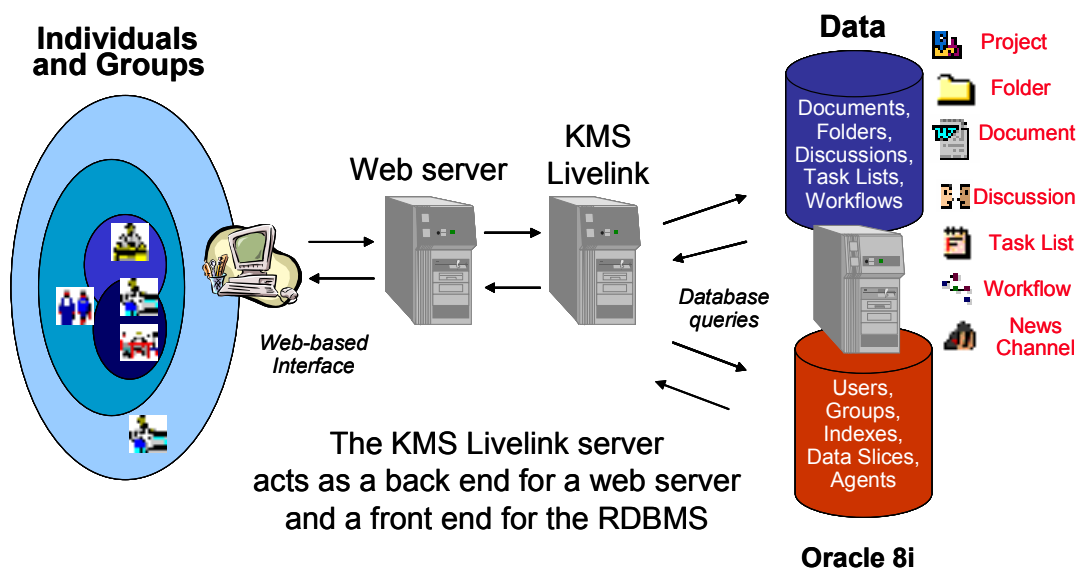 Individuals
and Groups
Web-based
Interface
Web server
KMS
Livelink
Database
queries
Data
Documents,
Folders,
Discussions,
Task Lists,
Workflows
Users,
Groups,
Indexes,
Data Slices,
Agents
Oracle 8i
Project
Folder
Document
Discussion
Task List
Workflow
News
Channel
The KMS Livelink server
acts as a back end for a web server
and a front end for the RDBMS